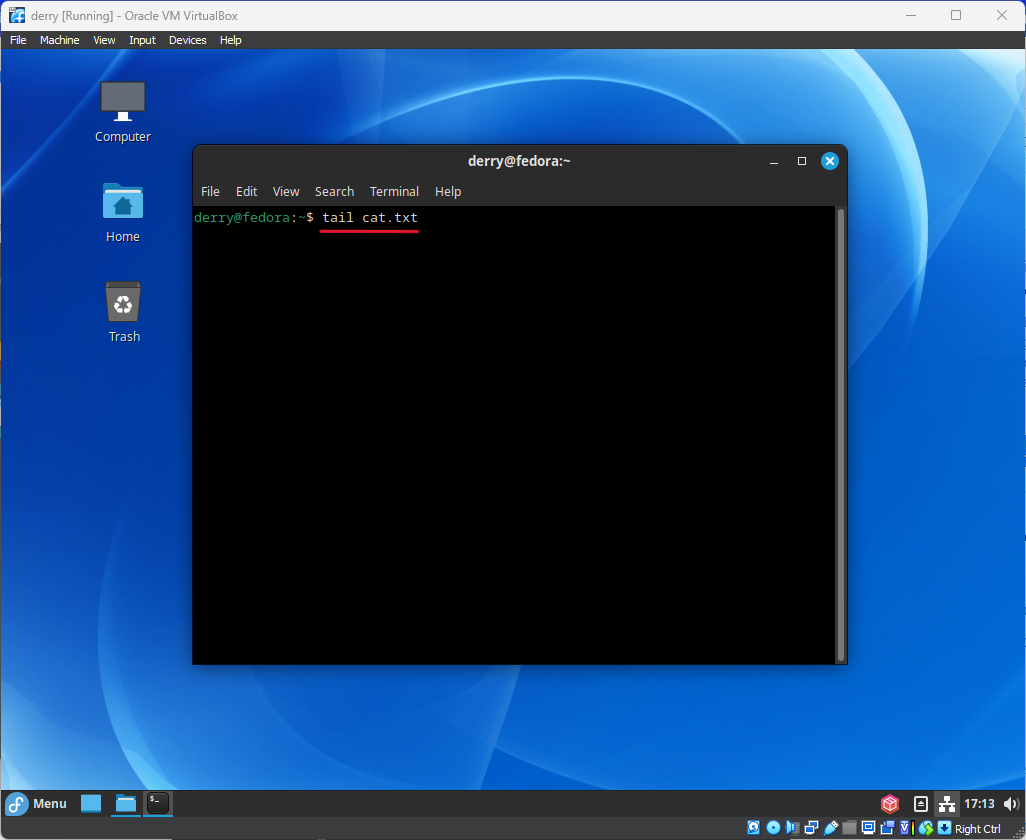 derry [Running] - Oracle VM VirtualBox
File Machine View Input Devices Help
Computer
Home
Trash
derry@fedora:~
File Edit View Search Terminal Help
derry@fedora:~$ tail cat.txt
Menu
17:13
Right Ctrl